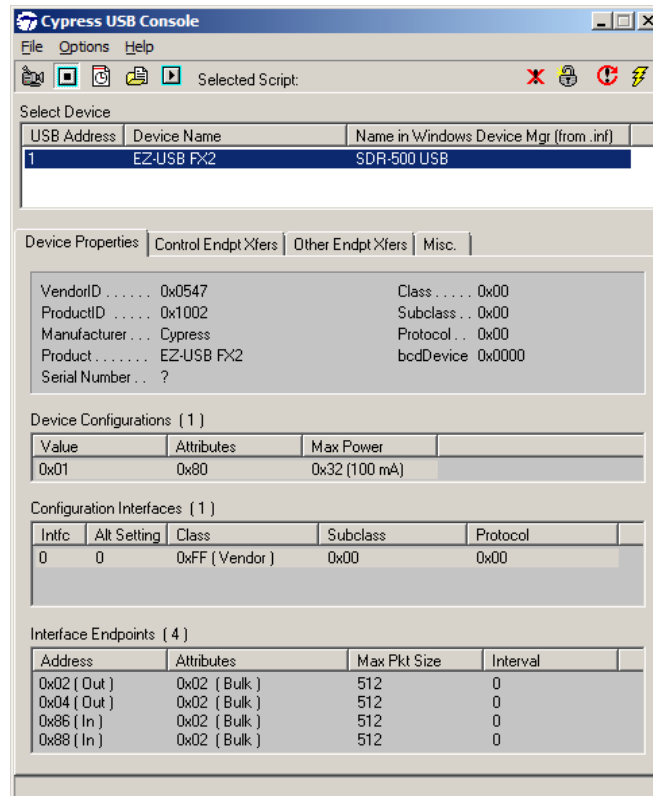 Cypress USB Console
File Options Help
Selected Script:
Select Device
USB Address Device Name Name in Windows Device Mgr (from .inf)
1 EZ-USB FX2 SDR-500 USB
Device Properties Control Endpt Xfers Other Endpt Xfers Misc.
VendorID . . . . . . 0x0547 Class . . . . . 0x00
ProductID . . . . . 0x1002 Subclass . . 0x00
Manufacturer . . . Cypress Protocol . . 0x00
Product . . . . . . . EZ-USB FX2 bcdDevice 0x0000
Serial Number . . ?
Device Configurations ( 1 )
Value Attributes Max Power
0x01 0x80 0x32 (100 mA)
Configuration Interfaces ( 1 )
Intfc Alt Setting Class Subclass Protocol
0 0 0xFF ( Vendor ) 0x00 0x00
Interface Endpoints ( 4 )
Address Attributes Max Pkt Size Interval
0x02 ( Out ) 0x02 ( Bulk ) 512 0
0x04 ( Out ) 0x02 ( Bulk ) 512 0
0x86 ( In ) 0x02 ( Bulk ) 512 0
0x88 ( In ) 0x02 ( Bulk ) 512 0